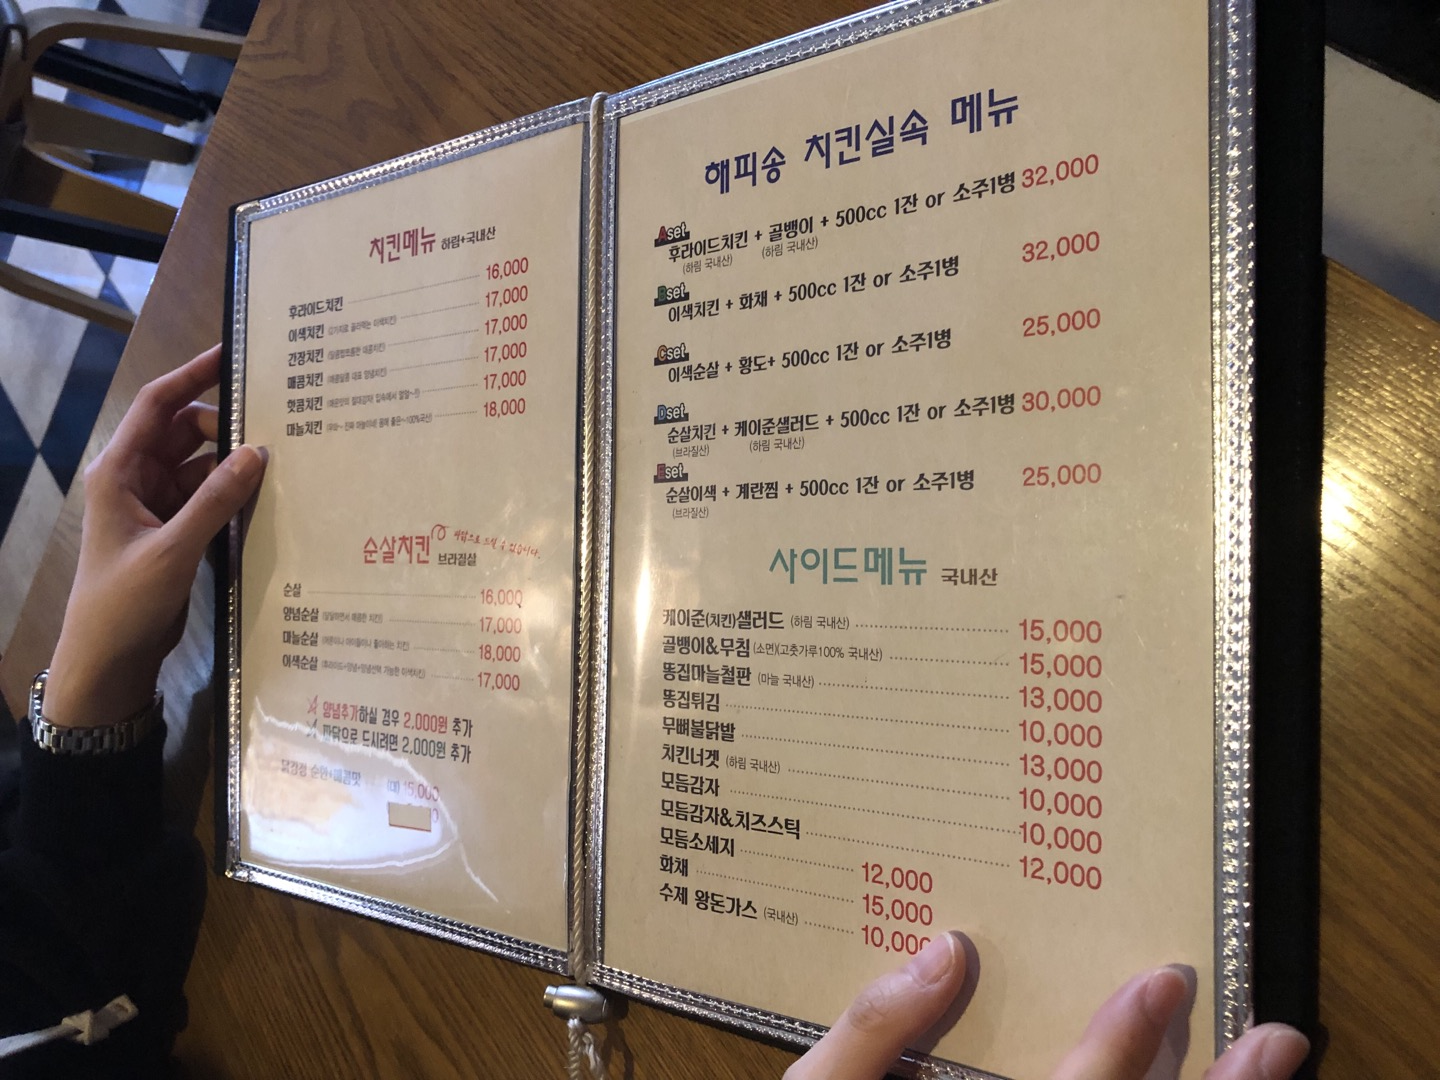 치킨메뉴 하림+국내산
후라이드치킨 16,000
이색치킨 17,000
간장치킨 17,000
매콤치킨 17,000
핫콤치킨 17,000
마늘치킨 18,000
순살치킨 브라질살
순살 16,000
양념순살 17,000
마늘순살 18,000
이색순살 17,000
양념추가하실 경우 2,000원 추가
파닭으로 드시려면 2,000원 추가
닭강정 순한+매콤맛
해피송 치킨실속 메뉴
Aset
후라이드치킨 + 골뱅이 + 500cc 1잔 or 소주1병 32,000
(하림 국내산) (하림 국내산)
Bset
이색치킨 + 화채 + 500cc 1잔 or 소주1병 32,000
Cset
이색순살 + 황도+ 500cc 1잔 or 소주1병 25,000
Dset
순살치킨 + 케이준샐러드 + 500cc 1잔 or 소주1병 30,000
(브라질산) (하림 국내산)
Eset
순살이색 + 계란찜 + 500cc 1잔 or 소주1병 25,000
(브라질산)
사이드메뉴 국내산
케이준(치킨)샐러드 (하림 국내산) 15,000
골뱅이&무침 (소면)(고춧가루100% 국내산) 15,000
똥집마늘철판 (마늘 국내산) 13,000
똥집튀김 10,000
무뼈불닭발 13,000
치킨너겟 (하림 국내산) 10,000
모듬감자 10,000
모듬감자&치즈스틱 12,000
모듬소세지 12,000
화채 15,000
수제 왕돈가스 (국내산) 10,000